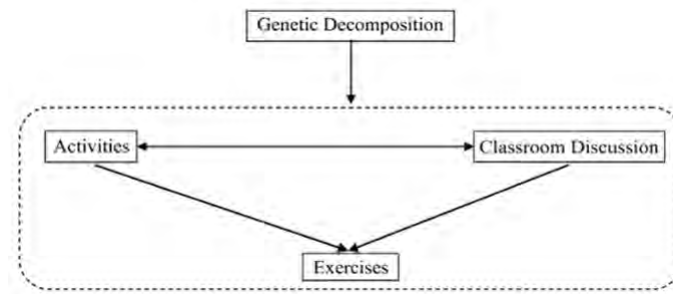 Genetic Decomposition
Activities
Classroom Discussion
Exercises